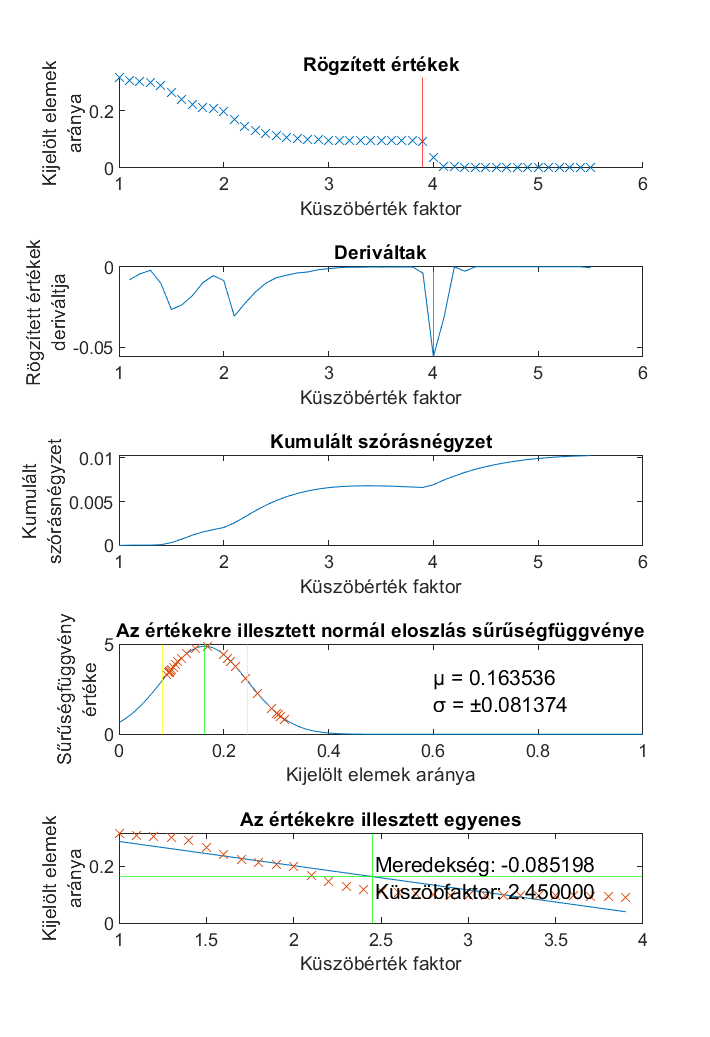 Rögzített értékek
Kijelölt elemek
aránya
0.2
0
1 2 3 4 5 6
Küszöbérték faktor
Deriváltak
Rögzített értékek
deriváltja
0
-0.05
1 2 3 4 5 6
Küszöbérték faktor
Kumulált szórásnégyzet
Kumulált
szórásnégyzet
0.01
0.005
0
1 2 3 4 5 6
Küszöbérték faktor
Az értékekre illesztett normál eloszlás sűrűségfüggvénye
Sűrűségfüggvény
értéke
5
0
μ = 0.163536
σ = ±0.081374
0 0.2 0.4 0.6 0.8 1
Kijelölt elemek aránya
Az értékekre illesztett egyenes
Kijelölt elemek
aránya
0.2
0
Meredekség: -0.085198
Küszöbfaktor: 2.450000
1 1.5 2 2.5 3 3.5 4
Küszöbérték faktor